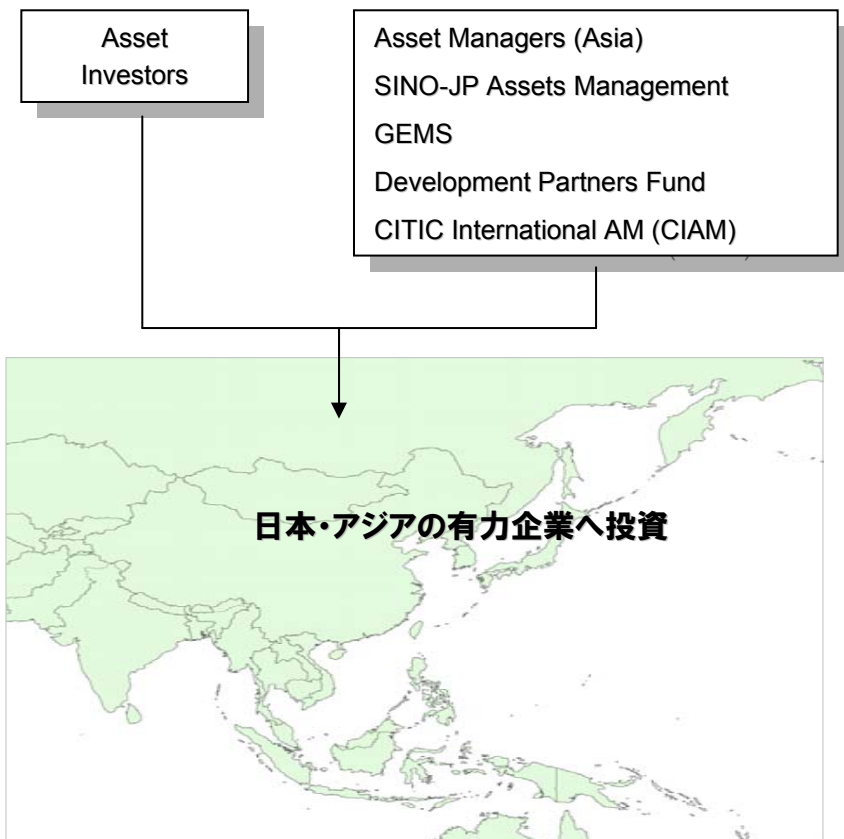 Asset
Investors
Asset Managers (Asia)
SINO-JP Assets Management
GEMS
Development Partners Fund
CITIC International AM (CIAM)
日本・アジアの有力企業へ投資